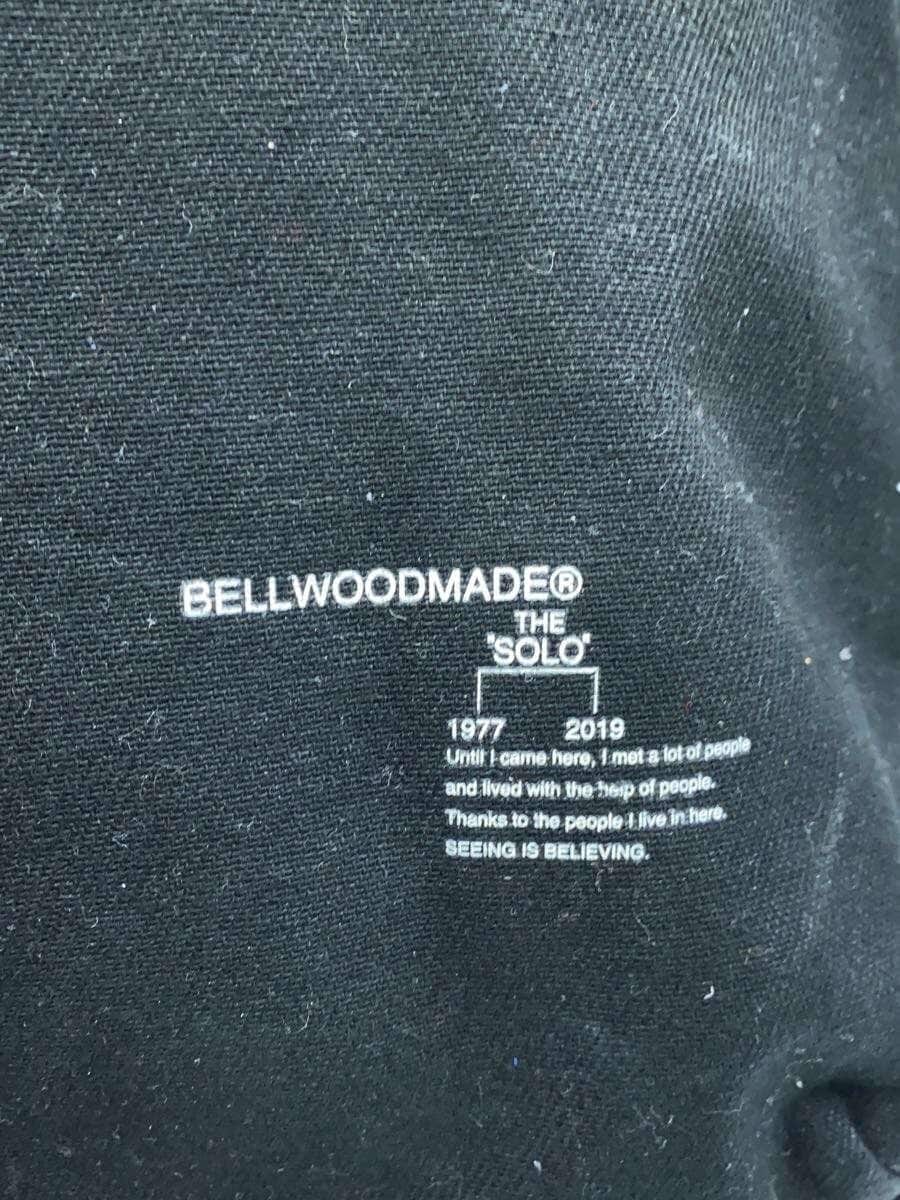 BELLWOODMADE®
THE
"SOLO"
1977 2019
Until I came here, I met a lot of people
and lived with the help of people.
Thanks to the people I live in here.
SEEING IS BELIEVING.